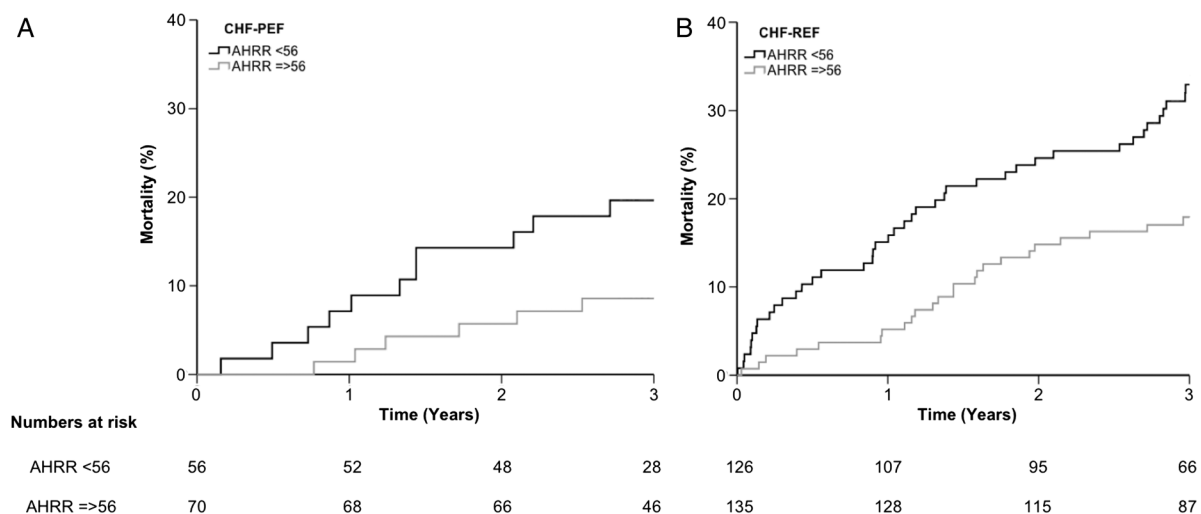 A
CHF-PEF
AHRR <56
AHRR =>56
40
30
20
10
0
Mortality (%)
0 1 2 3
Time (Years)
B
CHF-REF
AHRR <56
AHRR =>56
40
30
20
10
0
Mortality (%)
0 1 2 3
Time (Years)
Numbers at risk
AHRR <56 56 52 48 28 126 107 95 66
AHRR =>56 70 68 66 46 135 128 115 87